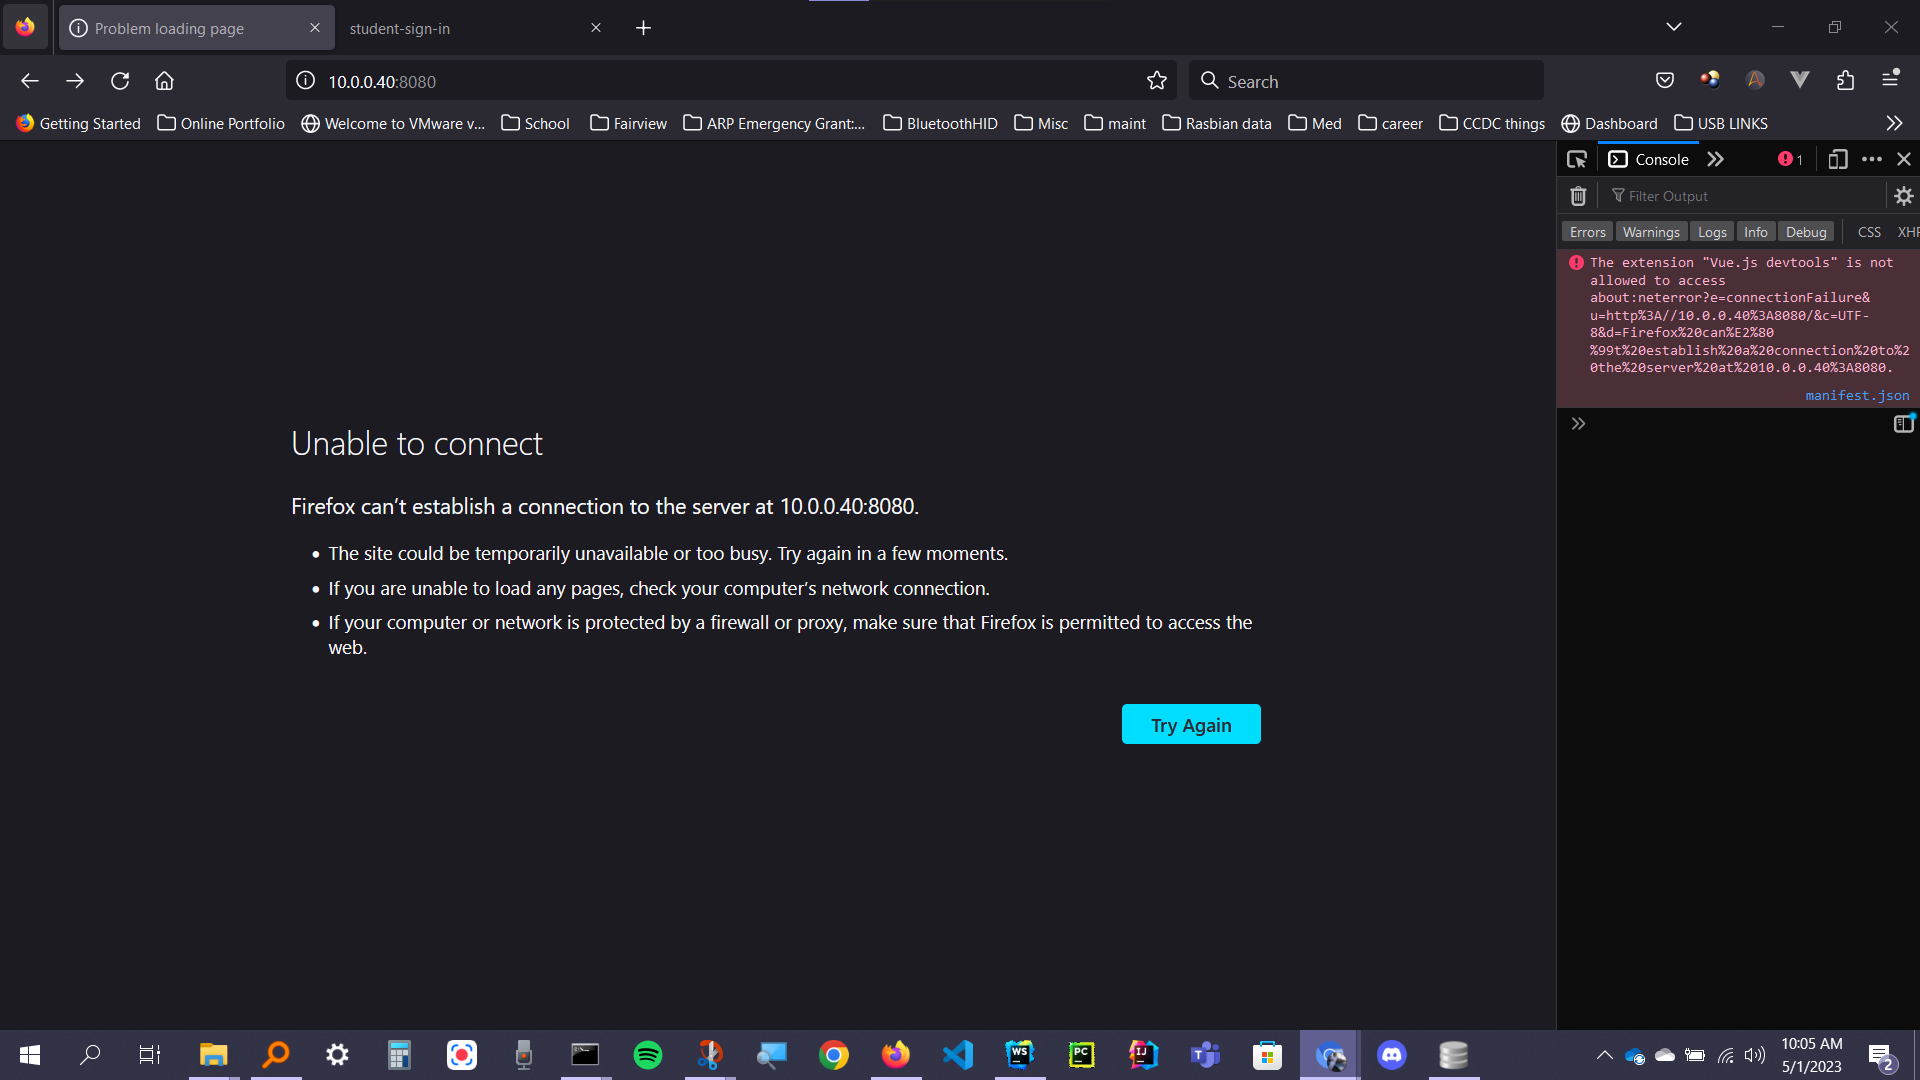 Problem loading page
student-sign-in
10.0.0.40:8080
Search
Getting Started
Online Portfolio
Welcome to VMware v...
School
Fairview
ARP Emergency Grant:...
BluetoothHID
Misc
maint
Rasbian data
Med
career
CCDC things
Dashboard
USB LINKS
Console
1
Filter Output
Errors
Warnings
Logs
Info
Debug
CSS
XHR
The extension "Vue.js devtools" is not
allowed to access
about:neterror?e=connectionFailure&
u=http%3A//10.0.0.40%3A8080/&c=UTF-
8&d=Firefox%20can%E2%80
%99t%20establish%20a%20connection%20to%2
0the%20server%20at%2010.0.0.40%3A8080.
manifest.json
Unable to connect
Firefox can’t establish a connection to the server at 10.0.0.40:8080.
• The site could be temporarily unavailable or too busy. Try again in a few moments.
• If you are unable to load any pages, check your computer’s network connection.
• If your computer or network is protected by a firewall or proxy, make sure that Firefox is permitted to access the
web.
Try Again
WS
PC
IJ
T
10:05 AM
5/1/2023
2